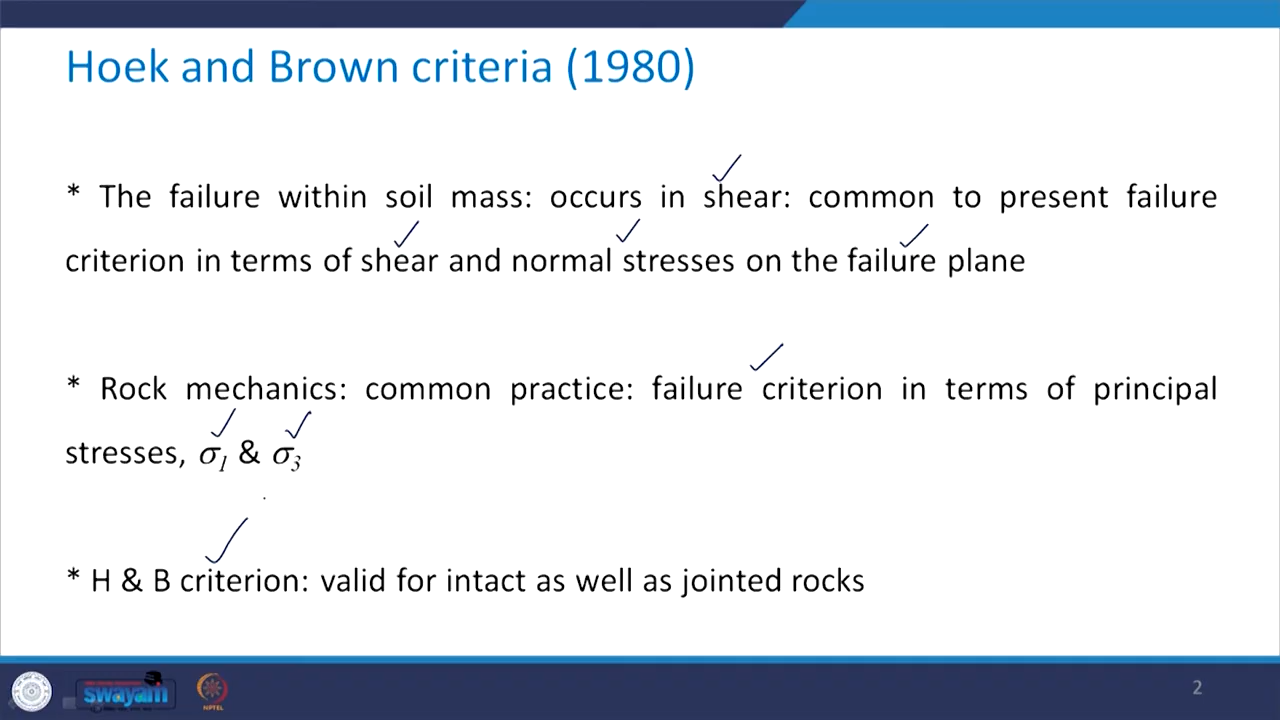 Hoek and Brown criteria (1980)
* The failure within soil mass: occurs in shear: common to present failure
criterion in terms of shear and normal stresses on the failure plane
* Rock mechanics: common practice: failure criterion in terms of principal
stresses, σ1 & σ3
* H & B criterion: valid for intact as well as jointed rocks
swayam
NPTEL
2